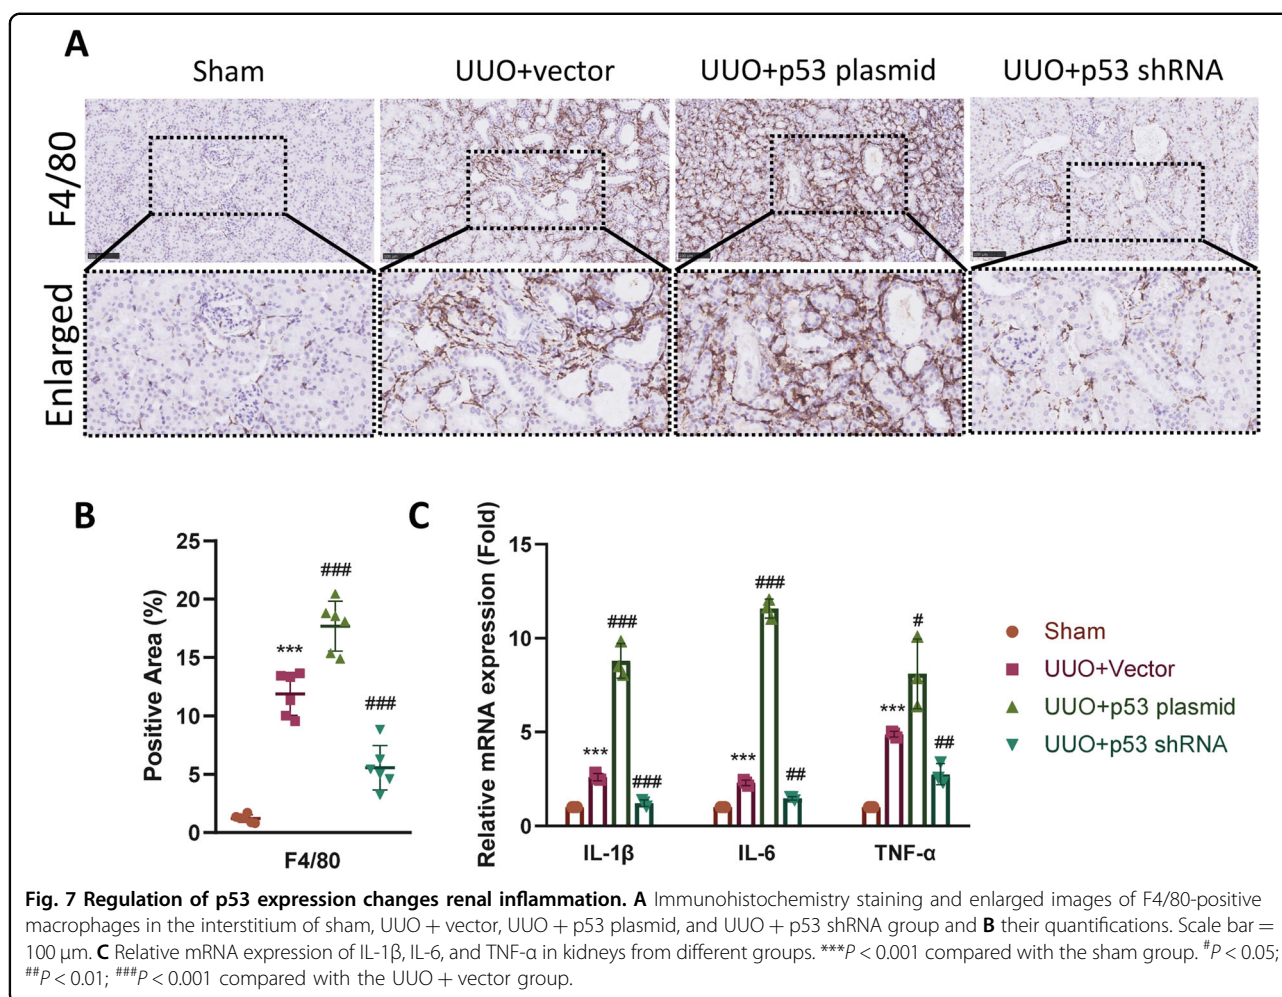 A
Sham
UUO+vector
UUO+p53 plasmid
UUO+p53 shRNA
F4/80
Enlarged
B
Positive Area (%)
25
20
15
10
5
0
***
###
###
F4/80
C
Relative mRNA expression (Fold)
15
10
5
0
***
###
###
***
###
##
***
#
##
IL-1β
IL-6
TNF-α
Sham
UUO+Vector
UUO+p53 plasmid
UUO+p53 shRNA
Fig. 7 Regulation of p53 expression changes renal inflammation. A Immunohistochemistry staining and enlarged images of F4/80-positive
macrophages in the interstitium of sham, UUO + vector, UUO + p53 plasmid, and UUO + p53 shRNA group and B their quantifications. Scale bar =
100 μm. C Relative mRNA expression of IL-1β, IL-6, and TNF-α in kidneys from different groups. ***P < 0.001 compared with the sham group. #P < 0.05;
##P < 0.01; ###P < 0.001 compared with the UUO + vector group.